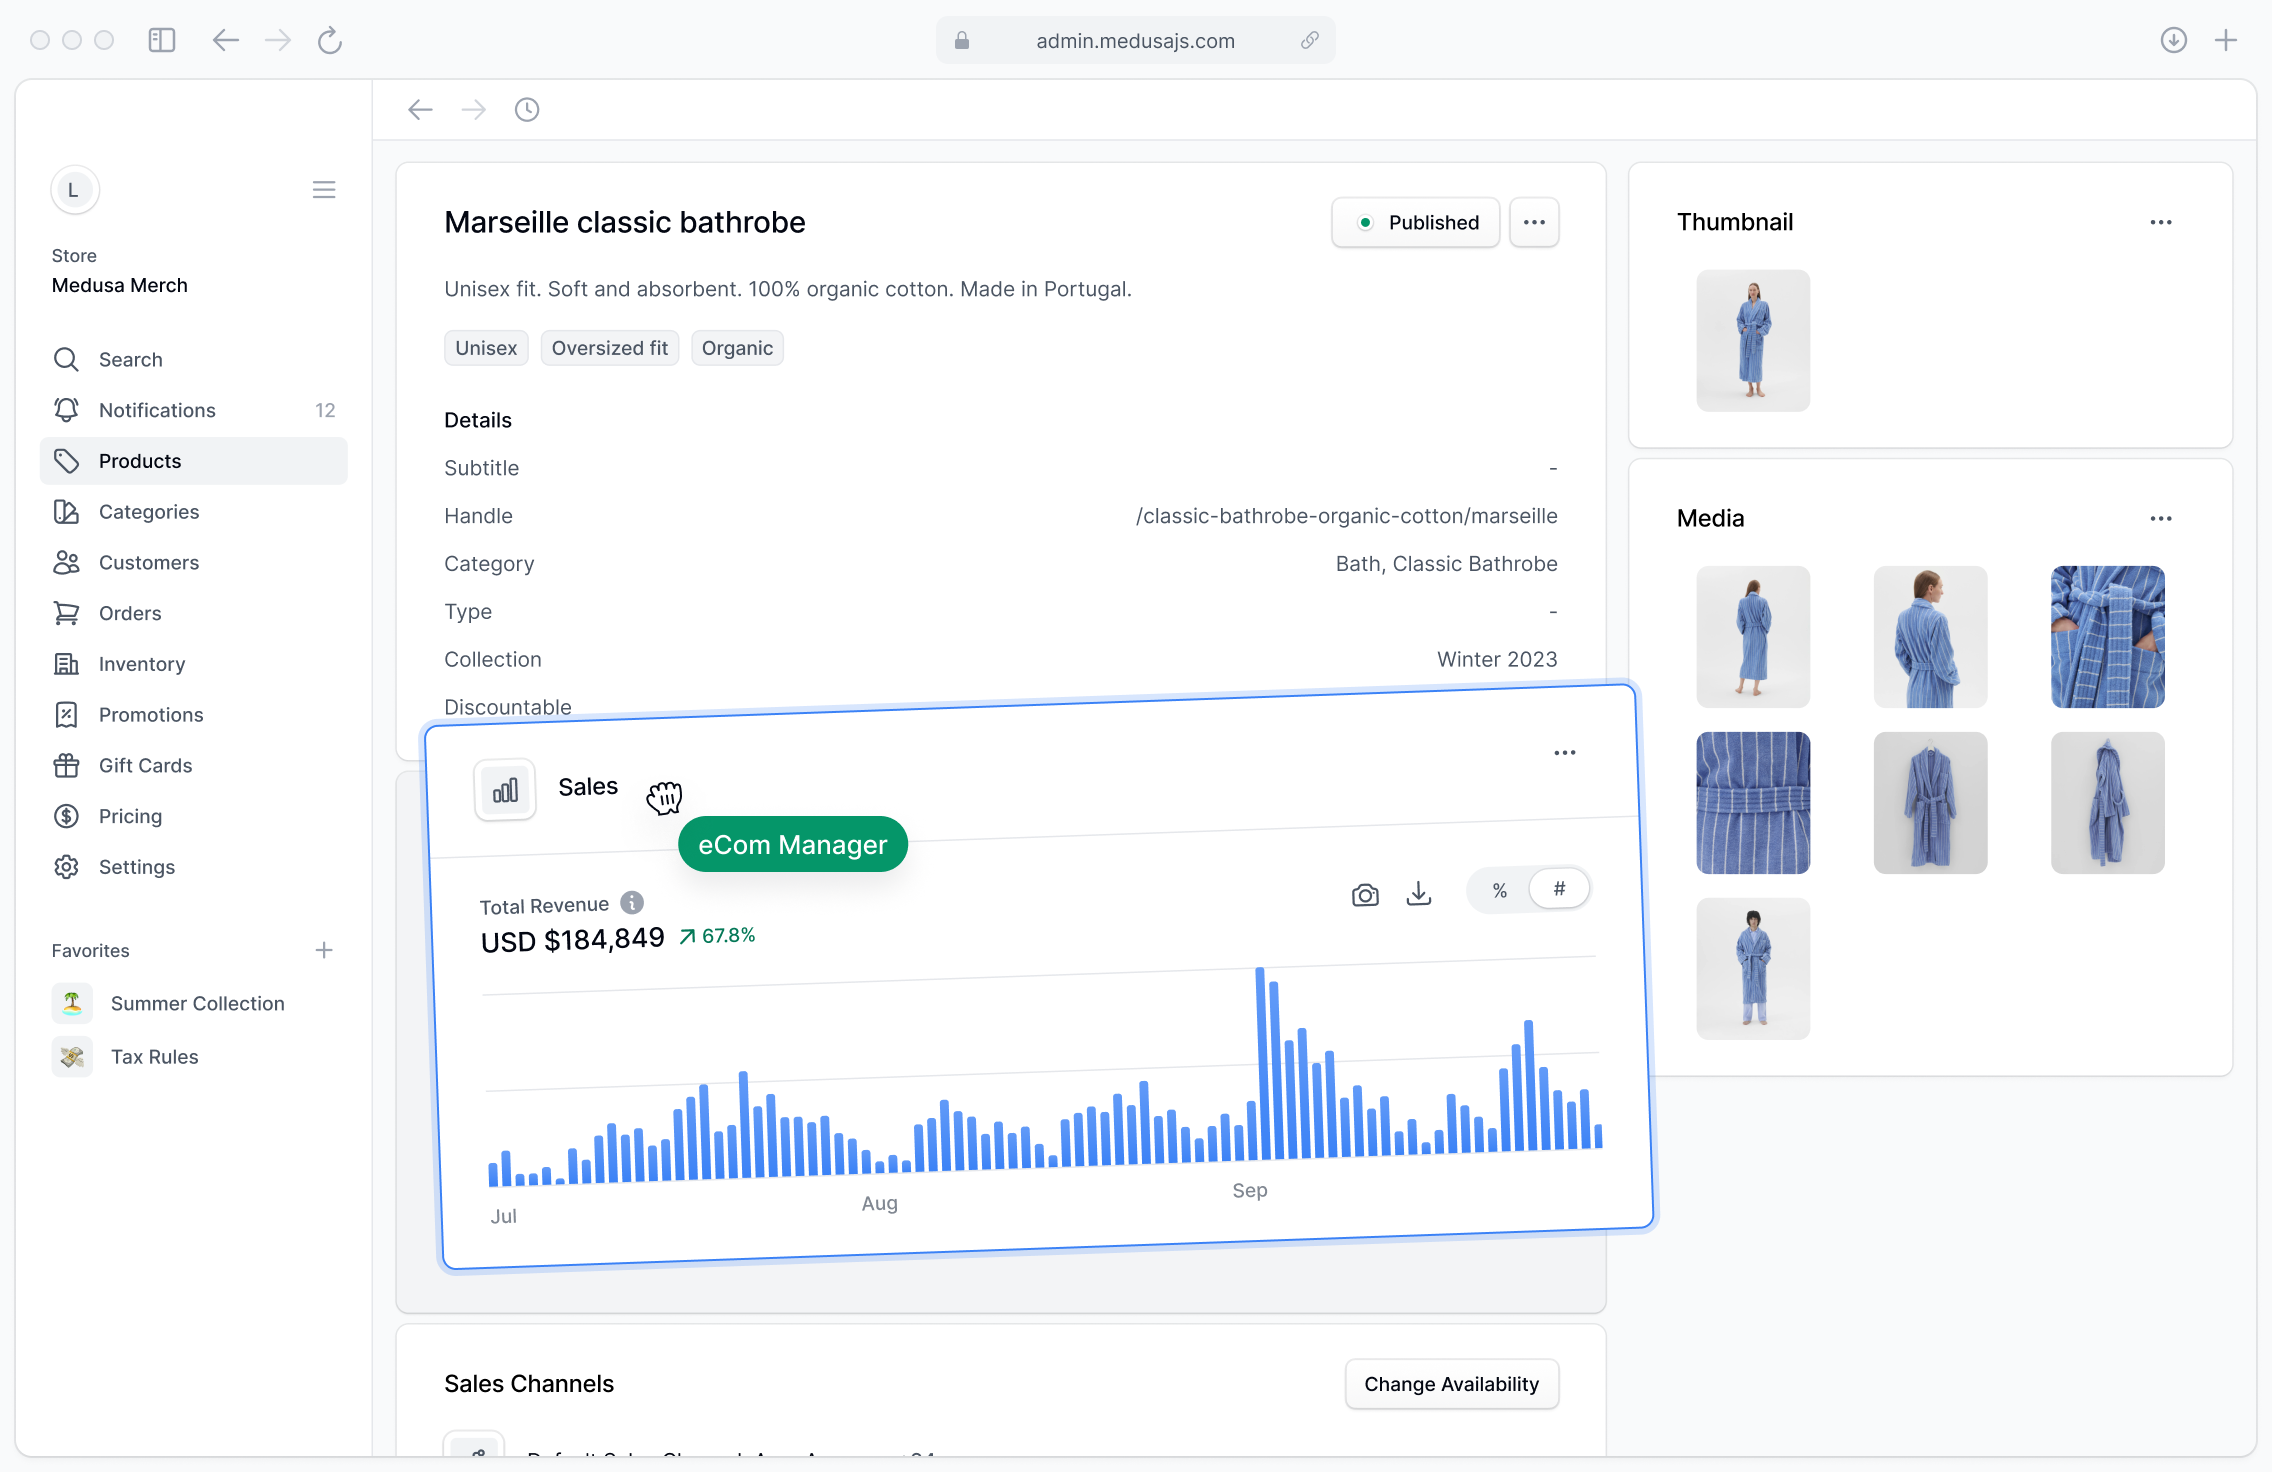 admin.medusajs.com
L
Store
Medusa Merch
Search
Notifications 12
Products
Categories
Customers
Orders
Inventory
Promotions
Gift Cards
Pricing
Settings
Favorites
Summer Collection
Tax Rules
Marseille classic bathrobe
Published
Unisex fit. Soft and absorbent. 100% organic cotton. Made in Portugal.
Unisex Oversized fit Organic
Details
Subtitle -
Handle /classic-bathrobe-organic-cotton/marseille
Category Bath, Classic Bathrobe
Type -
Collection Winter 2023
Discountable
Sales
eCom Manager
Total Revenue
USD $184,849 67.8%
% #
Jul Aug Sep
Sales Channels
Change Availability
Thumbnail
Media